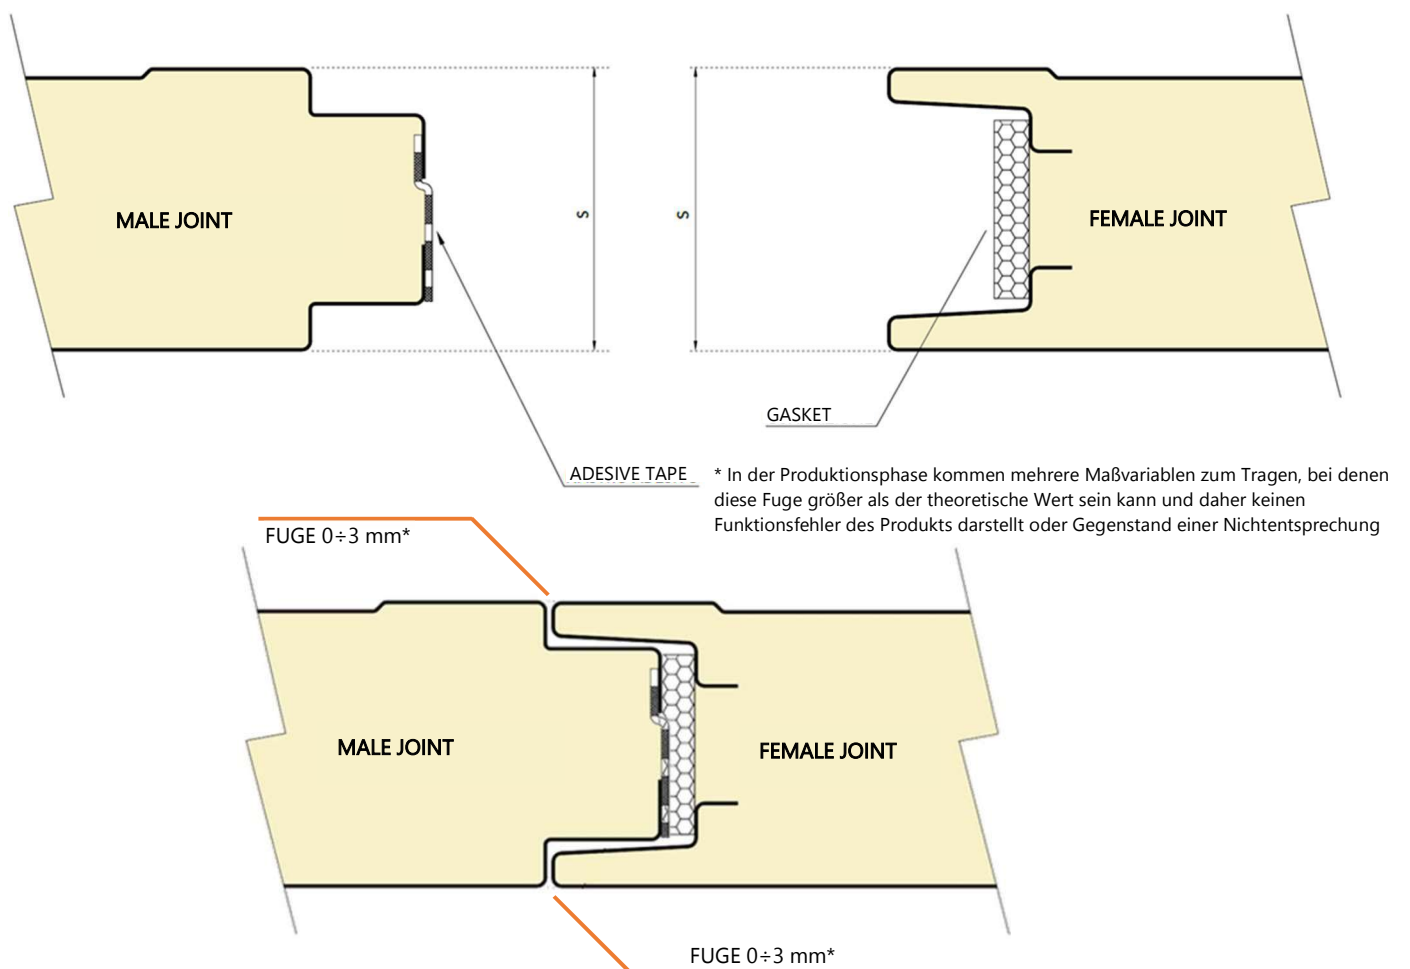 MALE JOINT
S
S
FEMALE JOINT
GASKET
ADESIVE TAPE
* In der Produktionsphase kommen mehrere Maßvariablen zum Tragen, bei denen
diese Fuge größer als der theoretische Wert sein kann und daher keinen
Funktionsfehler des Produkts darstellt oder Gegenstand einer Nichtentsprechung
FUGE 0÷3 mm*
MALE JOINT
FEMALE JOINT
FUGE 0÷3 mm*